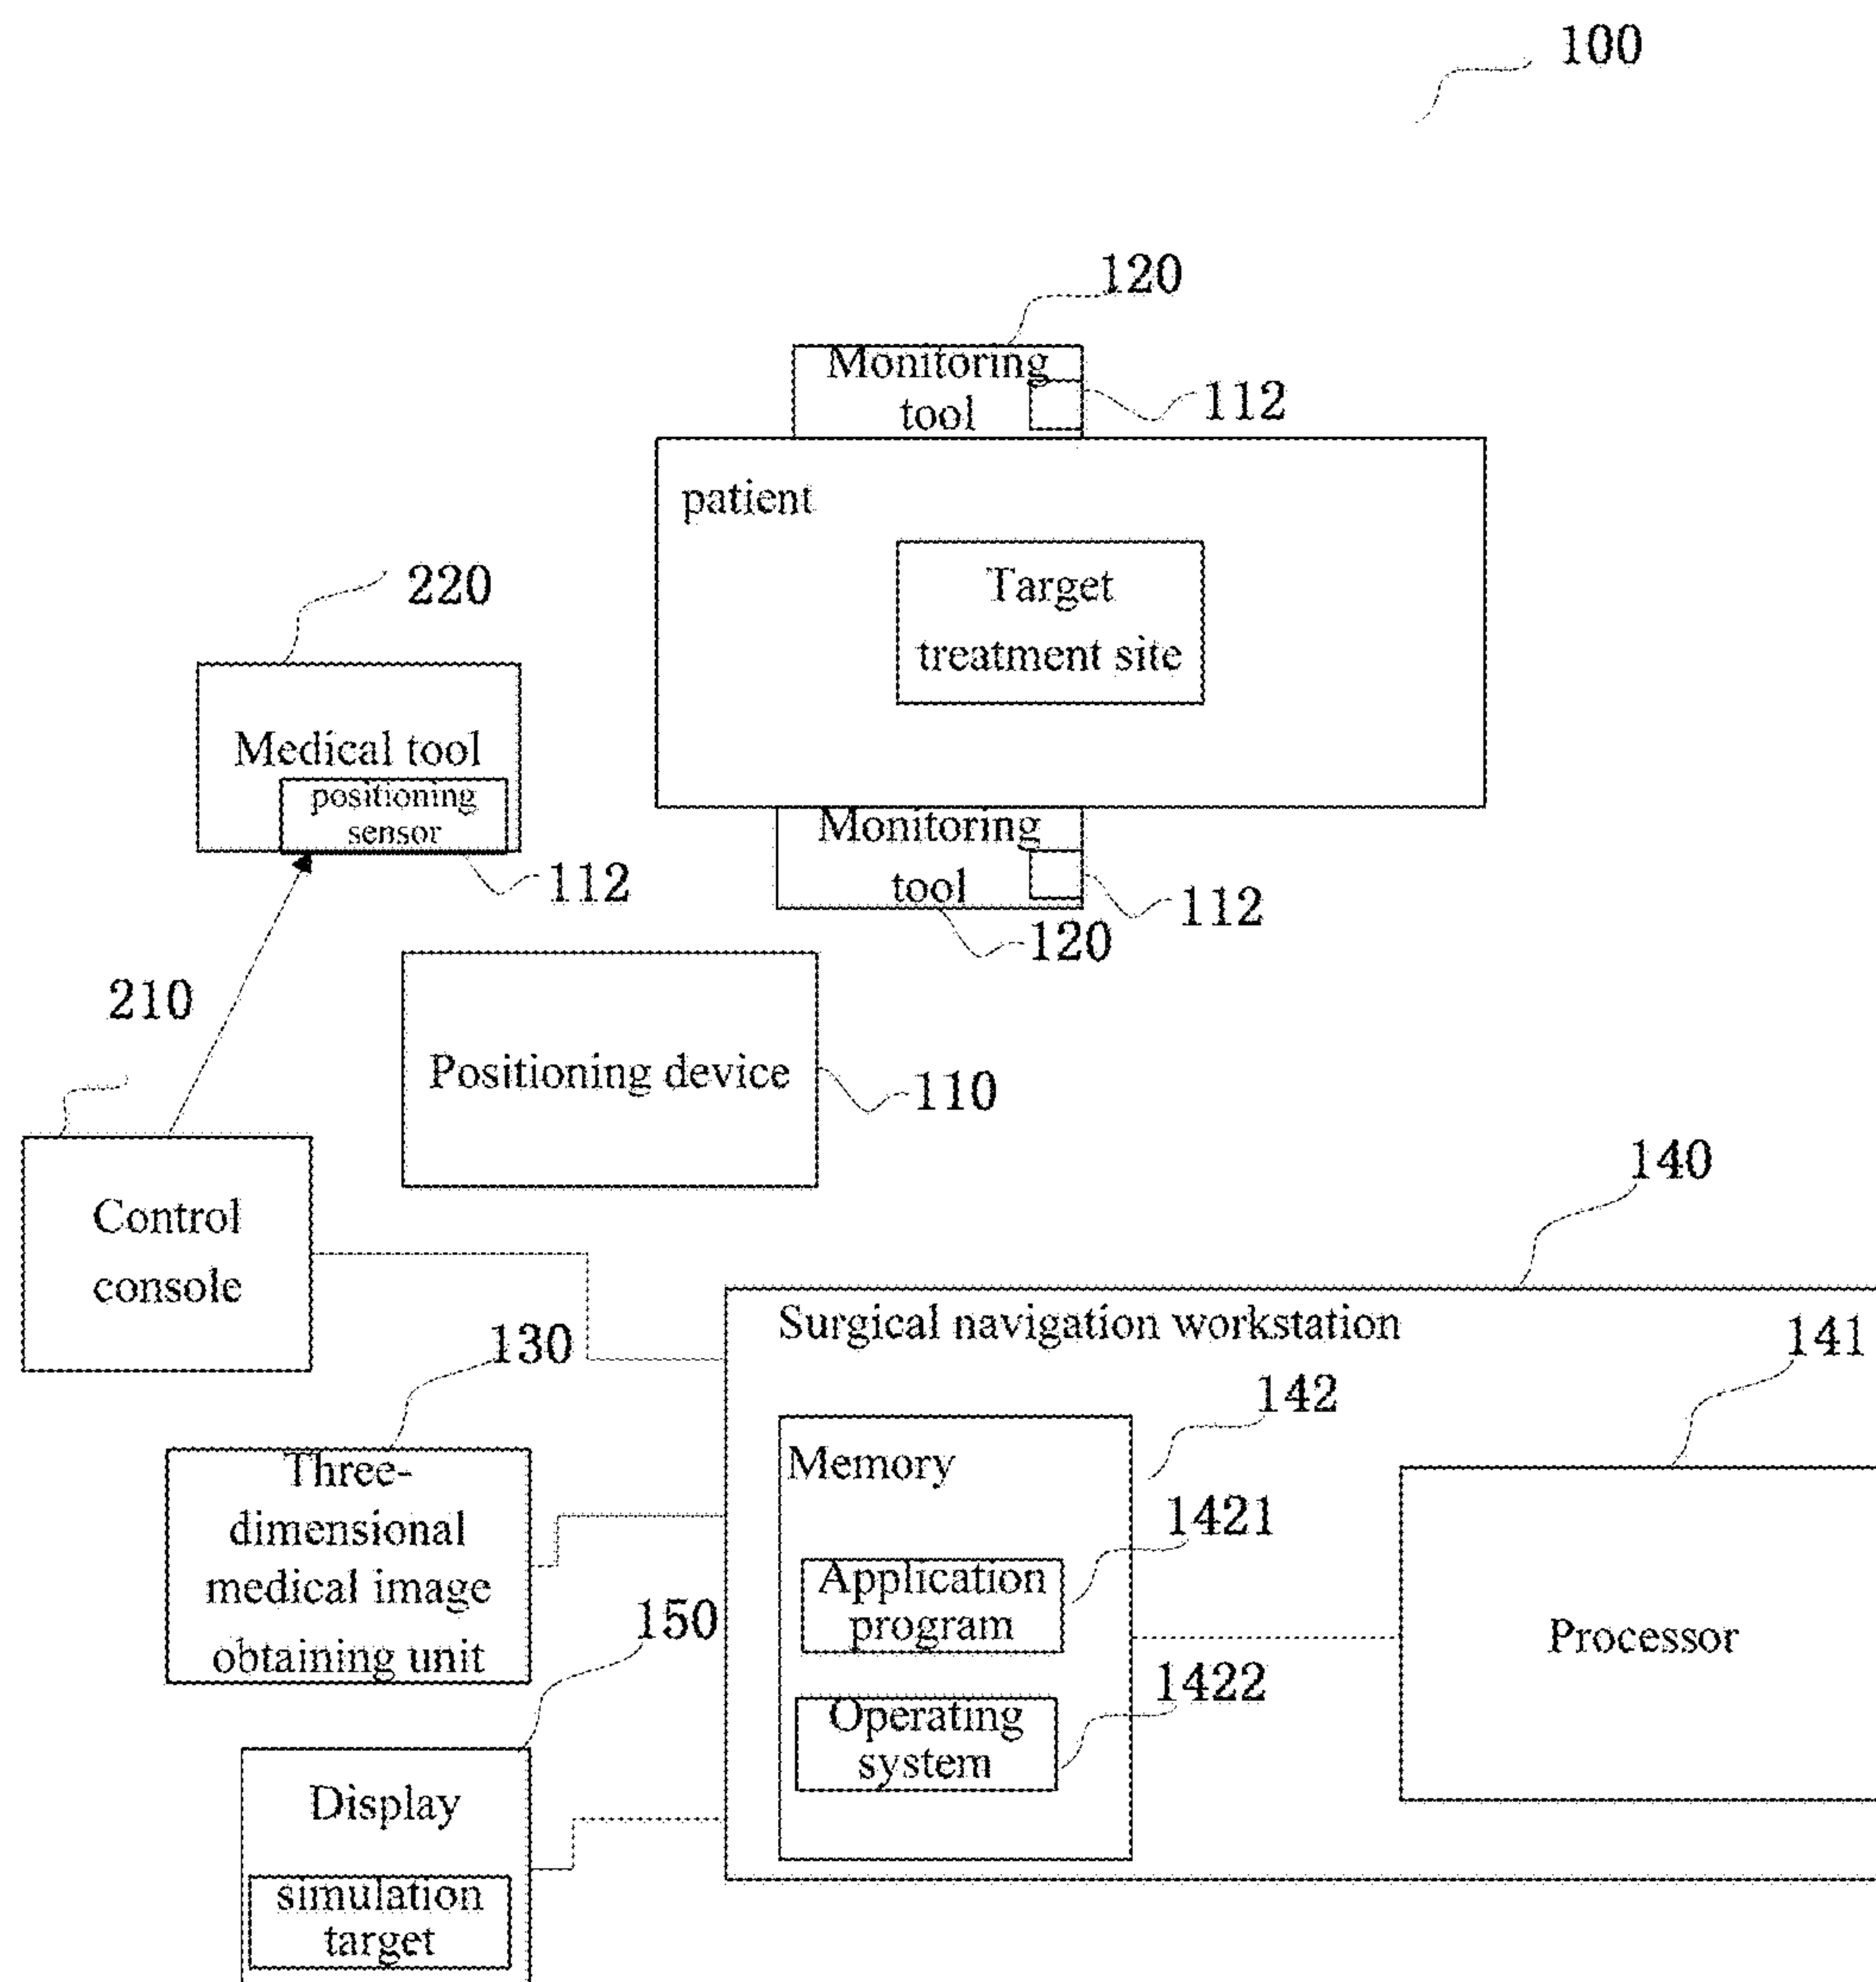 100
120
Monitoring
tool
112
patient
Target
treatment site
220
Medical tool
positioning
sensor
112
Monitoring
tool
112
120
210
Positioning device
110
Control
console
140
Surgical navigation workstation
141
130
142
Three-
dimensional
medical image
obtaining unit
Memory
1421
Application
program
Processor
150
1422
Operating
system
Display
simulation
target